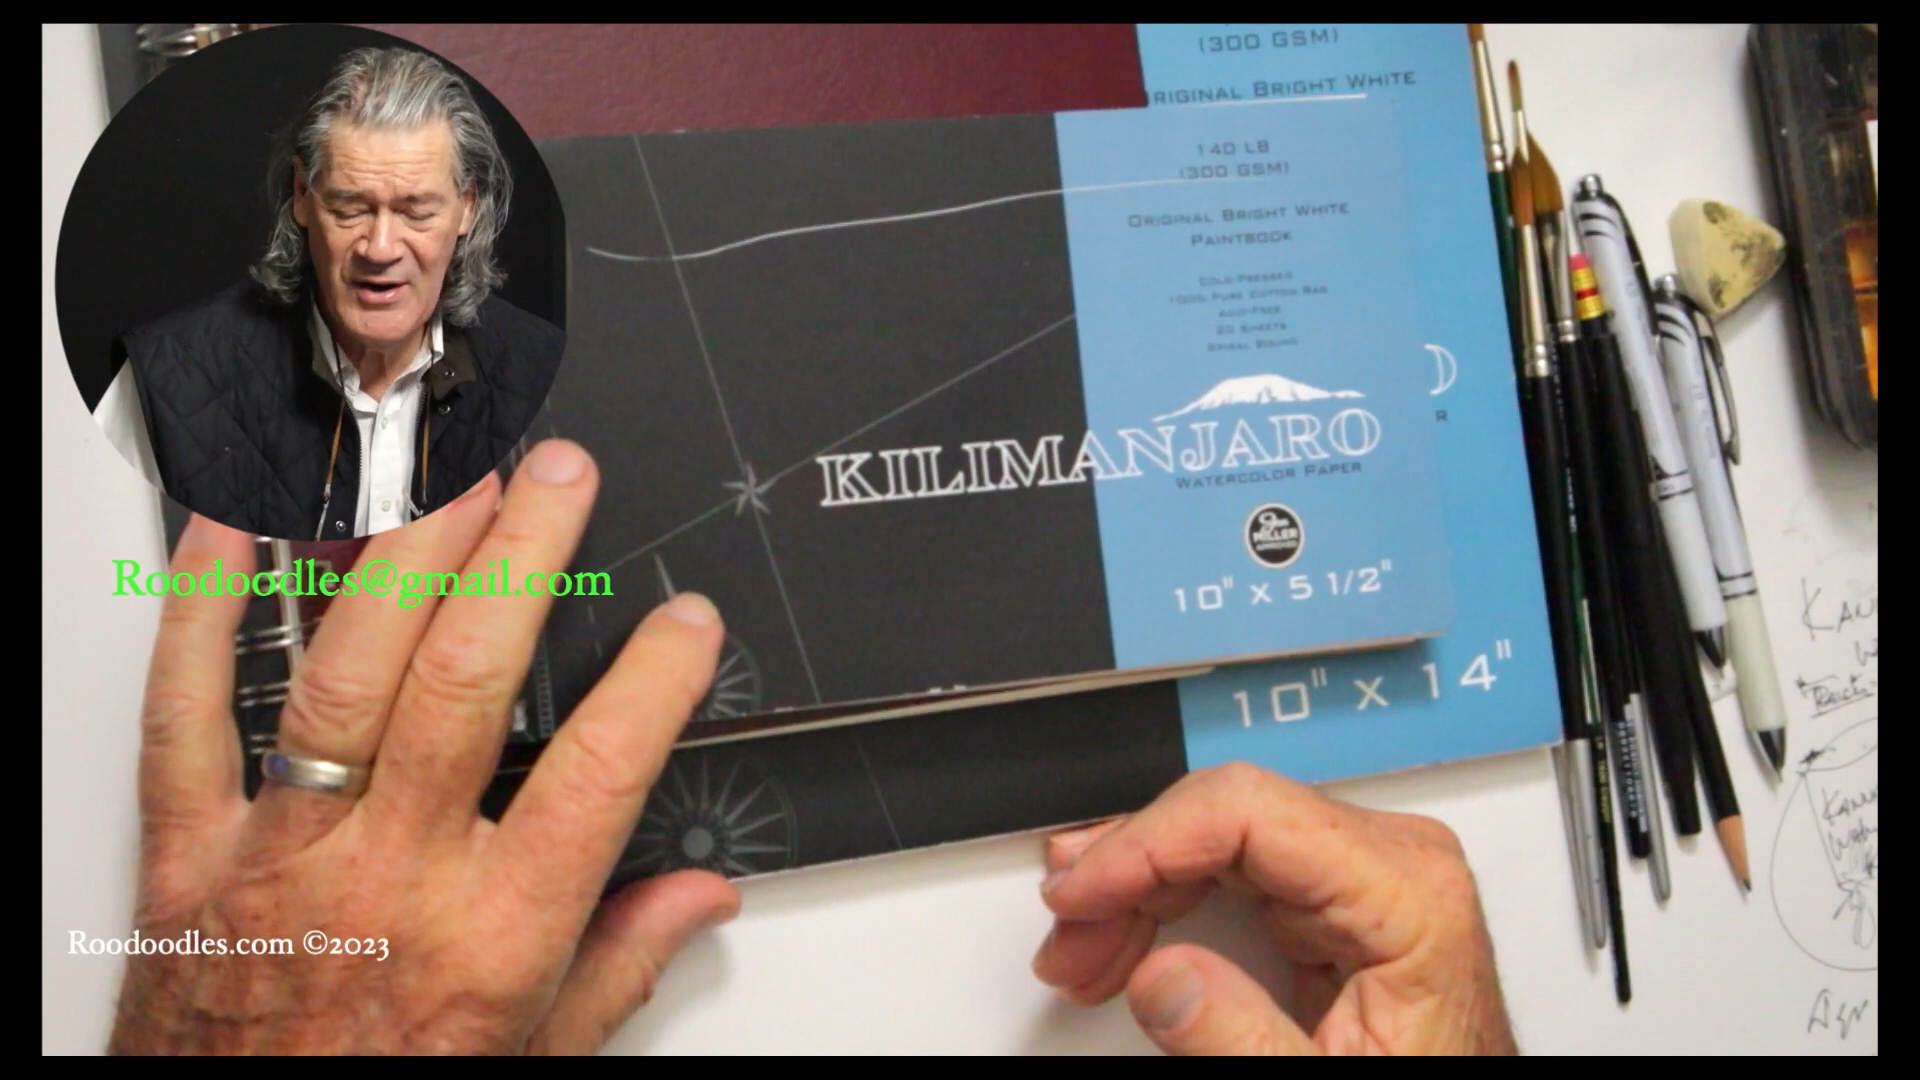 (300 GSM)
ORIGINAL BRIGHT WHITE
140 LB
(300 GSM)
ORIGINAL BRIGHT WHITE
PAINTBOOK
COLD-PRESSED
100% PURE COTTON RAG
ACID-FREE
20 SHEETS
SPIRAL BOUND
KILIMANJARO
WATERCOLOR PAPER
R
MILLER
APPROVED
10" X 5 1/2"
10" X 14"
Roodoodles@gmail.com
Roodoodles.com ©2023